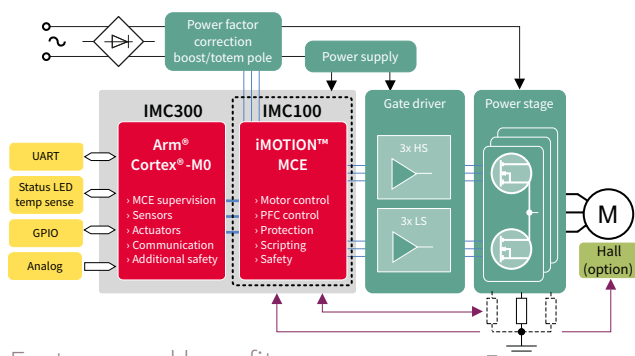 Power factor
correction
boost/totem pole
Power supply
IMC300
IMC100
Gate driver
Power stage
Arm®
Cortex®-M0
› MCE supervision
› Sensors
› Actuators
› Communication
› Additional safety
iMOTION™
MCE
› Motor control
› PFC control
› Protection
› Scripting
› Safety
3x HS
3x LS
UART
Status LED
temp sense
GPIO
Analog
M
Hall
(option)